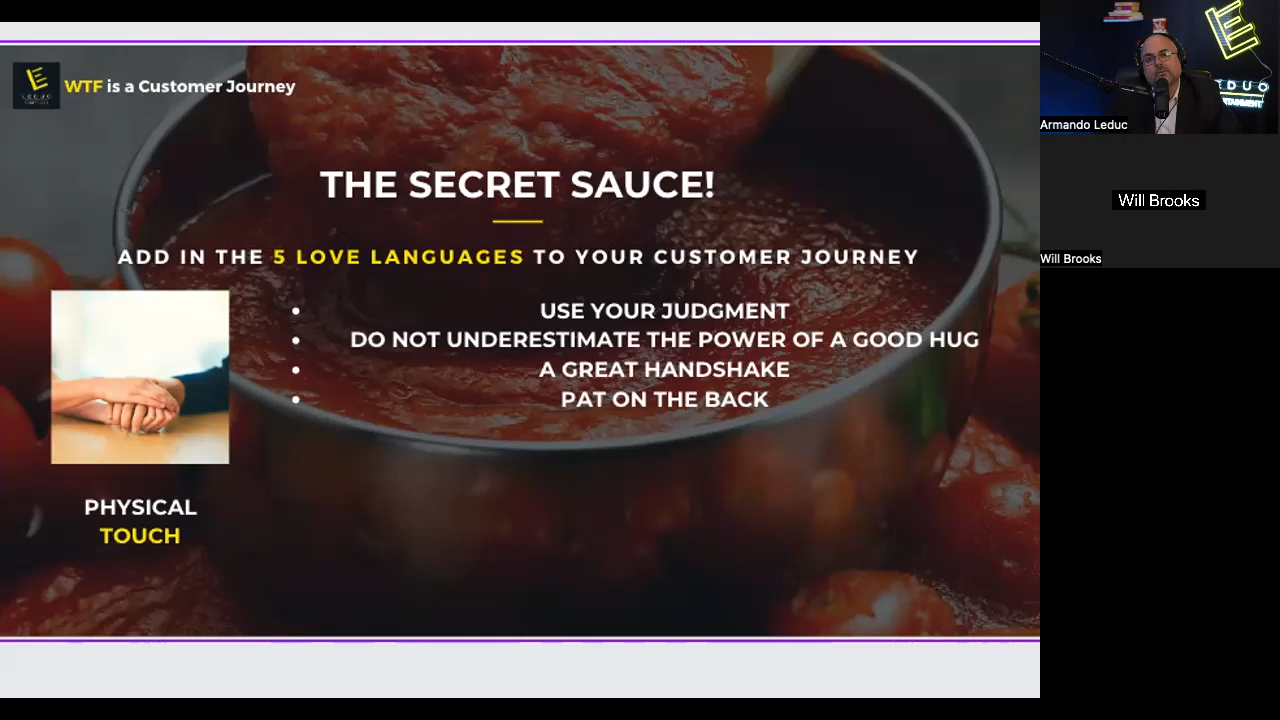 WTF is a Customer Journey
THE SECRET SAUCE!
ADD IN THE 5 LOVE LANGUAGES TO YOUR CUSTOMER JOURNEY
• USE YOUR JUDGMENT
• DO NOT UNDERESTIMATE THE POWER OF A GOOD HUG
• A GREAT HANDSHAKE
• PAT ON THE BACK
PHYSICAL
TOUCH
Armando Leduc
Will Brooks
Will Brooks